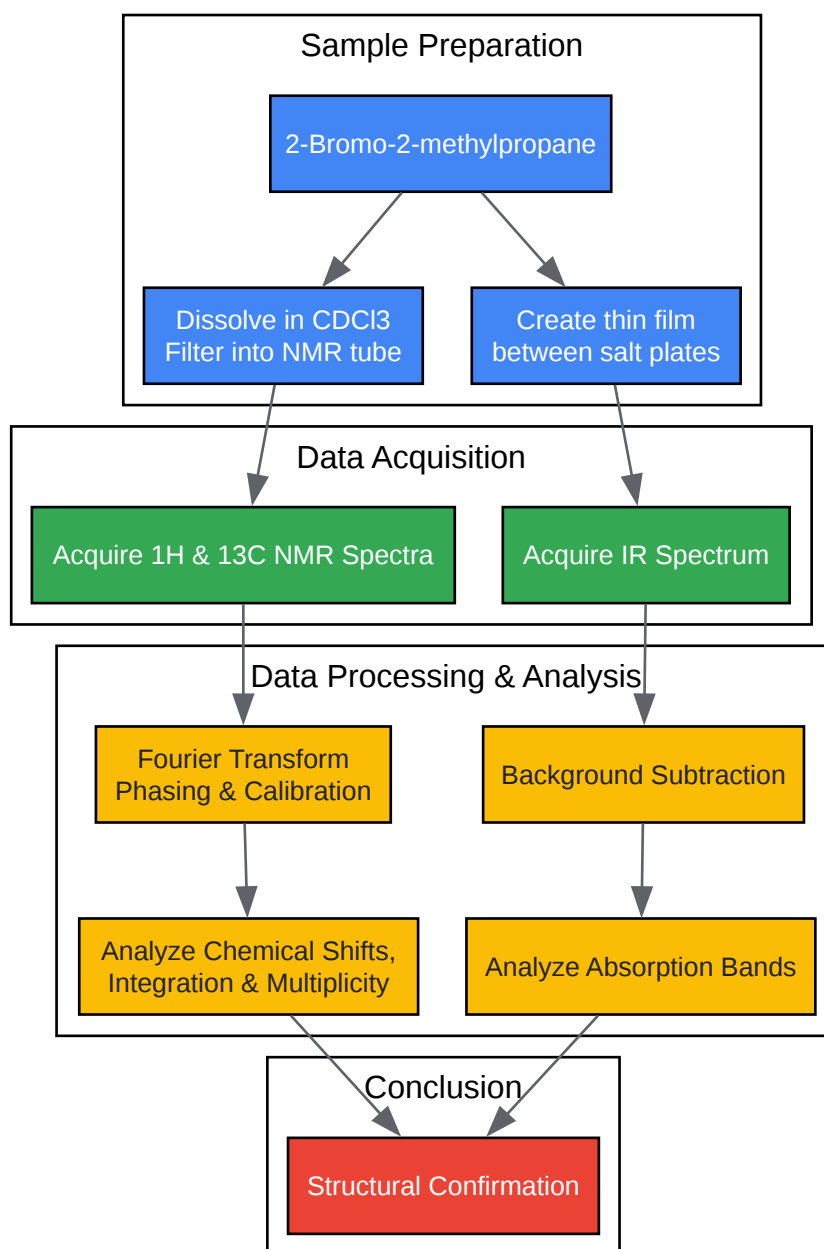 Sample Preparation
2-Bromo-2-methylpropane
Dissolve in CDCl3
Filter into NMR tube
Create thin film
between salt plates
Data Acquisition
Acquire 1H & 13C NMR Spectra
Acquire IR Spectrum
Data Processing & Analysis
Fourier Transform
Phasing & Calibration
Background Subtraction
Analyze Chemical Shifts,
Integration & Multiplicity
Analyze Absorption Bands
Conclusion
Structural Confirmation